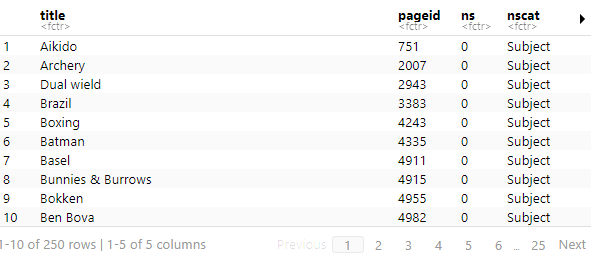 title pageid ns nscat
<fctr> <fctr> <fctr> <fctr>
1 Aikido 751 0 Subject
2 Archery 2007 0 Subject
3 Dual wield 2943 0 Subject
4 Brazil 3383 0 Subject
5 Boxing 4243 0 Subject
6 Batman 4335 0 Subject
7 Basel 4911 0 Subject
8 Bunnies & Burrows 4915 0 Subject
9 Bokken 4955 0 Subject
10 Ben Bova 4982 0 Subject
1-10 of 250 rows | 1-5 of 5 columns Previous 1 2 3 4 5 6 ... 25 Next